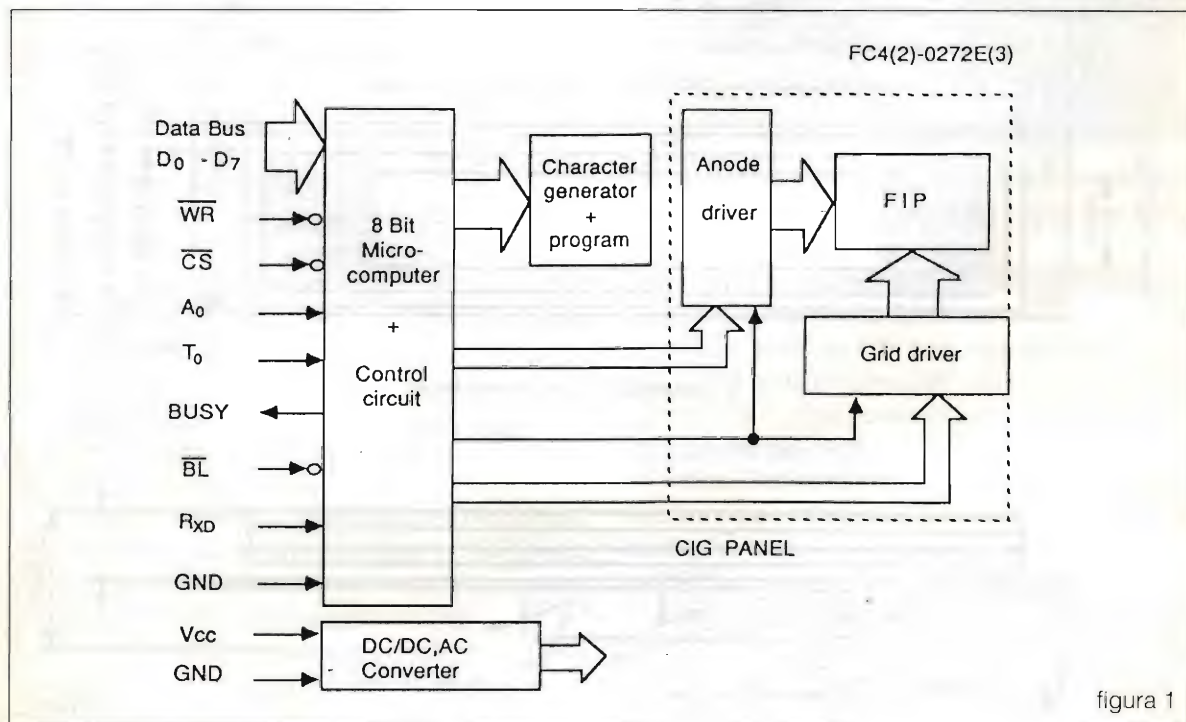 FC4(2)-0272E(3)
Data Bus
D0 - D7
WR
CS
A0
T0
BUSY
BL
RXD
GND
Vcc
GND
8 Bit
Micro-
computer
+
Control
circuit
Character
generator
+
program
Anode
driver
FIP
Grid driver
CIG PANEL
DC/DC,AC
Converter
figura 1